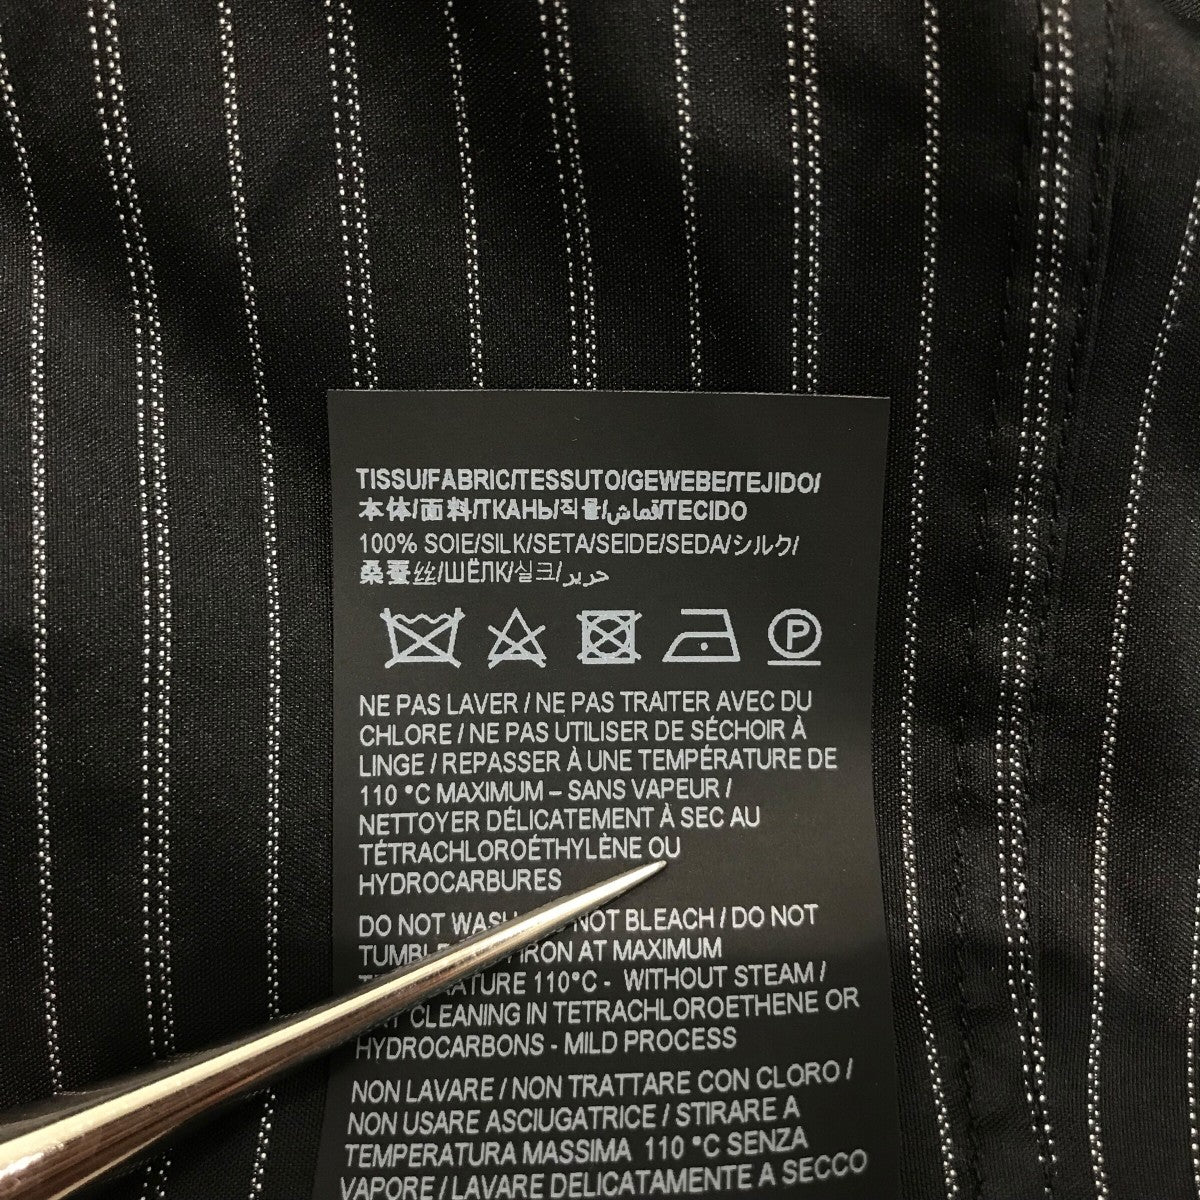 TISSU/FABRIC/TESSUTO/GEWEBE/TEJIDO/
本体/面料/ТКАНЬ/직물/قماش/TECIDO
100% SOIE/SILK/SETA/SEIDE/SEDA/シルク/
桑蚕丝/ШЁЛК/실크/حرير
P
NE PAS LAVER / NE PAS TRAITER AVEC DU
CHLORE / NE PAS UTILISER DE SÉCHOIR À
LINGE / REPASSER À UNE TEMPÉRATURE DE
110 °C MAXIMUM – SANS VAPEUR /
NETTOYER DÉLICATEMENT À SEC AU
TÉTRACHLOROÉTHYLÈNE OU
HYDROCARBURES
DO NOT WASH NOT BLEACH / DO NOT
TUMBLE IRON AT MAXIMUM
110°C - WITHOUT STEAM /
CLEANING IN TETRACHLOROETHENE OR
HYDROCARBONS - MILD PROCESS
NON LAVARE / NON TRATTARE CON CLORO /
NON USARE ASCIUGATRICE / STIRARE A
TEMPERATURA MASSIMA 110 °C SENZA
VAPORE / LAVARE DELICATAMENTE A SECCO